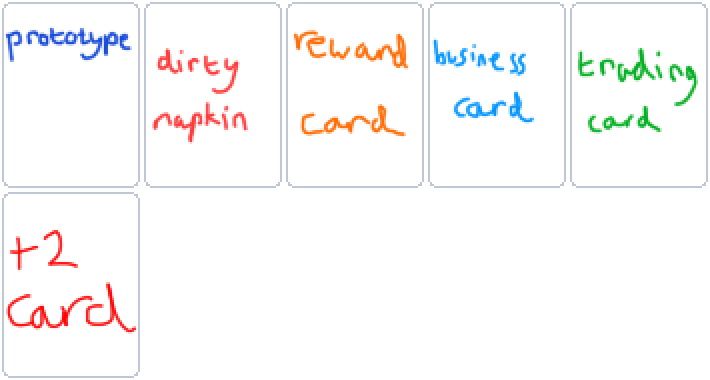 prototype
dirty
napkin
reward
card
business
card
trading
card
+2
card